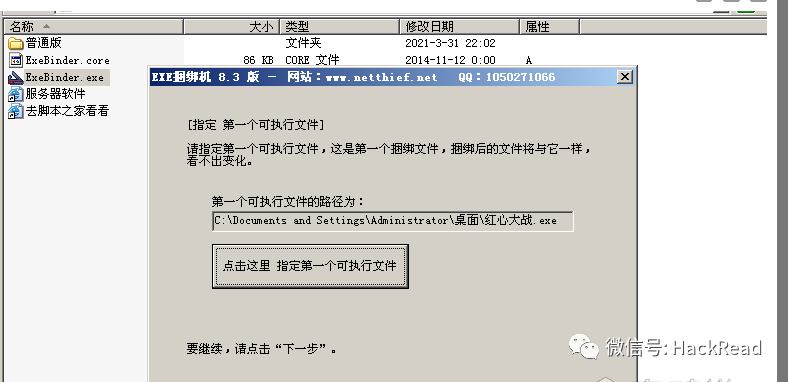 名称 大小 类型 修改日期 属性
普通版 文件夹 2021-3-31 22:02
ExeBinder.core 86 KB CORE 文件 2014-11-12 0:00 A
ExeBinder.exe
服务器软件
去脚本之家看看
EXE捆绑机 8.3 版 － 网站：www.netthief.net QQ：1050271066
[指定 第一个可执行文件]
请指定第一个可执行文件，这是第一个捆绑文件，捆绑后的文件将与它一样，
看不出变化。
第一个可执行文件的路径为：
C:\Documents and Settings\Administrator\桌面\红心大战.exe
点击这里 指定第一个可执行文件
要继续，请点击“下一步”。
微信号: HackRead